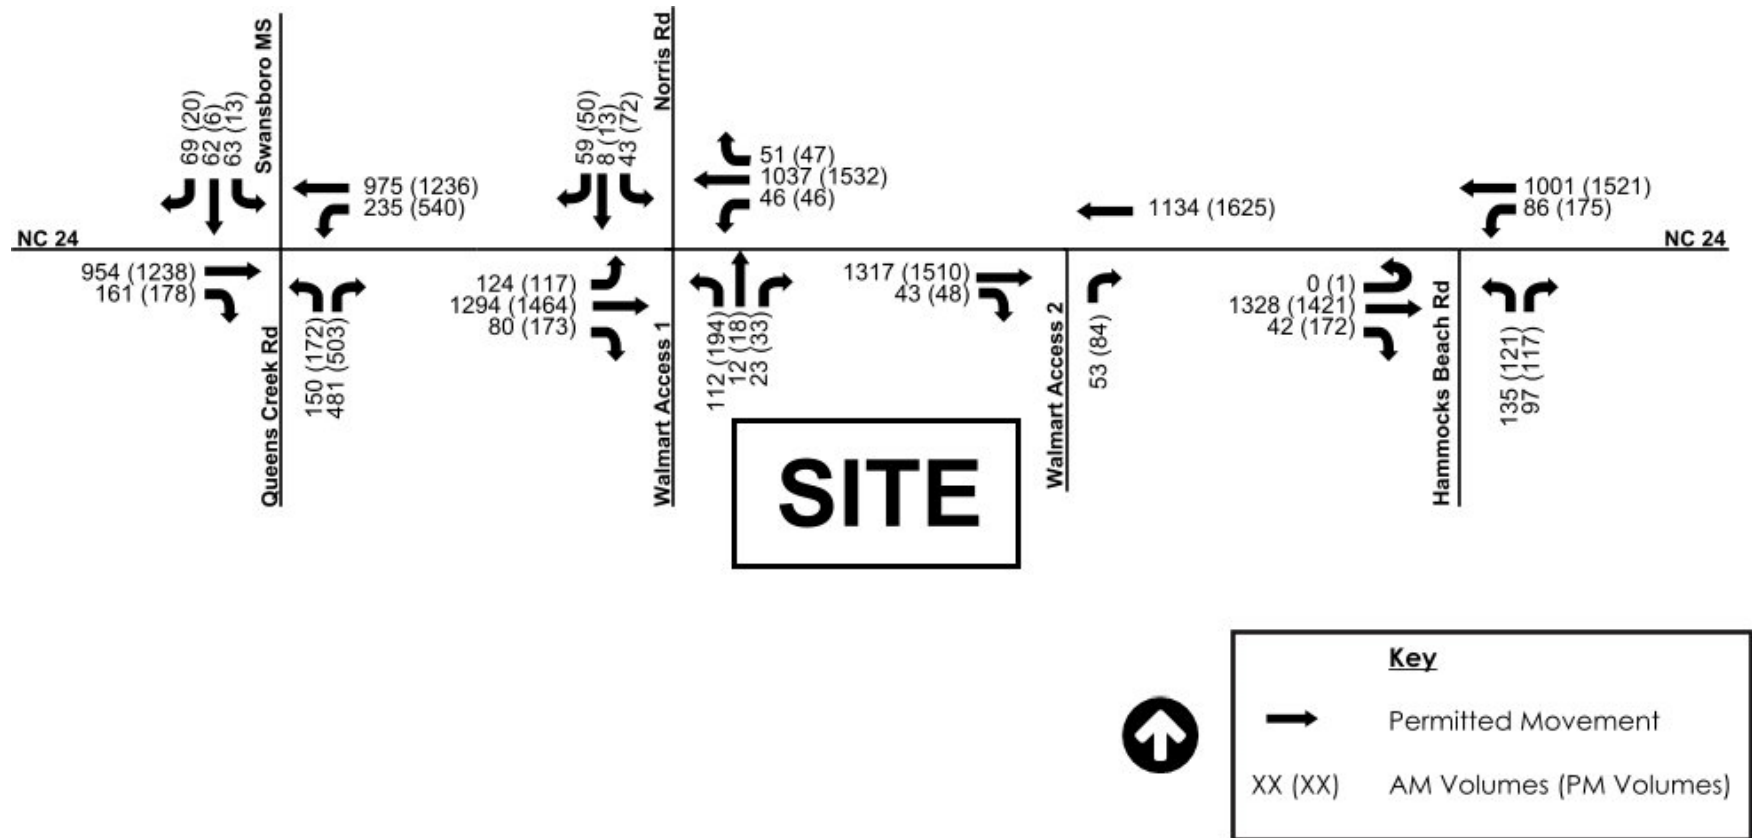 Swansboro MS
Norris Rd
69 (20)
62 (6)
63 (13)
59 (50)
8 (13)
43 (72)
51 (47)
1037 (1532)
46 (46)
975 (1236)
235 (540)
1134 (1625)
1001 (1521)
86 (175)
NC 24
NC 24
954 (1238)
161 (178)
150 (172)
481 (503)
124 (117)
1294 (1464)
80 (173)
112 (194)
12 (18)
23 (33)
1317 (1510)
43 (48)
53 (84)
0 (1)
1328 (1421)
42 (172)
135 (121)
97 (117)
Queens Creek Rd
Walmart Access 1
Walmart Access 2
Hammocks Beach Rd
SITE
Key
Permitted Movement
XX (XX) AM Volumes (PM Volumes)